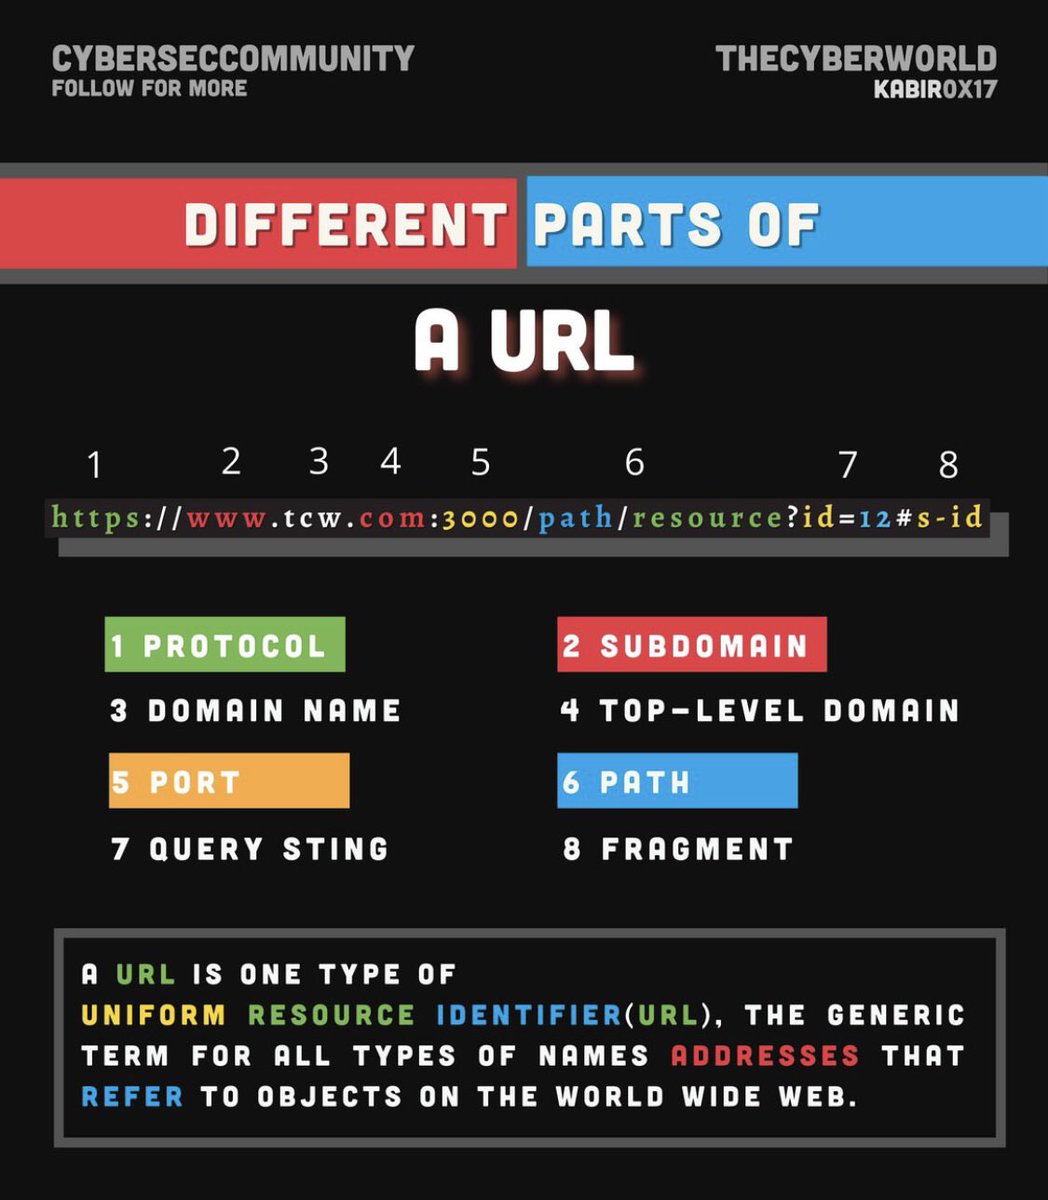 CYBERSECCOMMUNITY
FOLLOW FOR MORE
THECYBERWORLD
KABIR0X17
DIFFERENT PARTS OF
A URL
1 2 3 4 5 6 7 8
https://www.tcw.com:3000/path/resource?id=12#s-id
1 PROTOCOL
2 SUBDOMAIN
3 DOMAIN NAME
4 TOP-LEVEL DOMAIN
5 PORT
6 PATH
7 QUERY STING
8 FRAGMENT
A URL IS ONE TYPE OF
UNIFORM RESOURCE IDENTIFIER(URL), THE GENERIC
TERM FOR ALL TYPES OF NAMES ADDRESSES THAT
REFER TO OBJECTS ON THE WORLD WIDE WEB.